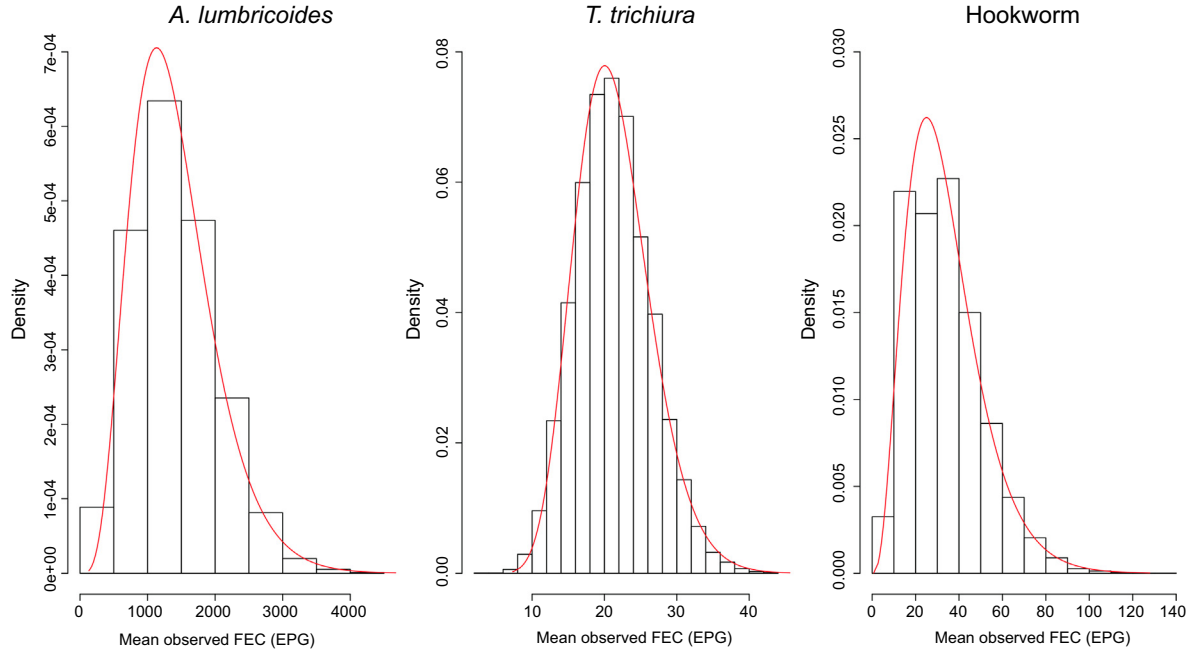 A. lumbricoides
T. trichiura
Hookworm
7e-04
6e-04
5e-04
4e-04
3e-04
2e-04
1e-04
0e+00
Density
0 1000 2000 3000 4000
Mean observed FEC (EPG)
0.08
0.06
0.04
0.02
0.00
Density
10 20 30 40
Mean observed FEC (EPG)
0.030
0.025
0.020
0.015
0.010
0.005
0.000
Density
0 20 40 60 80 100 120 140
Mean observed FEC (EPG)